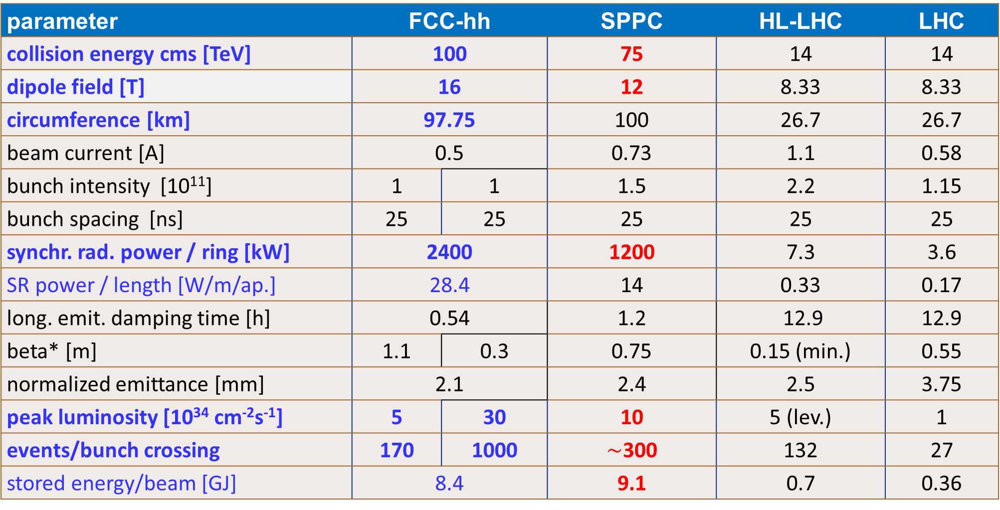 parameter FCC-hh SPPC HL-LHC LHC
collision energy cms [TeV] 100 75 14 14
dipole field [T] 16 12 8.33 8.33
circumference [km] 97.75 100 26.7 26.7
beam current [A] 0.5 0.73 1.1 0.58
bunch intensity [10¹¹] 1 1 1.5 2.2 1.15
bunch spacing [ns] 25 25 25 25 25
synchr. rad. power / ring [kW] 2400 1200 7.3 3.6
SR power / length [W/m/ap.] 28.4 14 0.33 0.17
long. emit. damping time [h] 0.54 1.2 12.9 12.9
beta* [m] 1.1 0.3 0.75 0.15 (min.) 0.55
normalized emittance [mm] 2.1 2.4 2.5 3.75
peak luminosity [10³⁴ cm⁻²s⁻¹] 5 30 10 5 (lev.) 1
events/bunch crossing 170 1000 ~300 132 27
stored energy/beam [GJ] 8.4 9.1 0.7 0.36